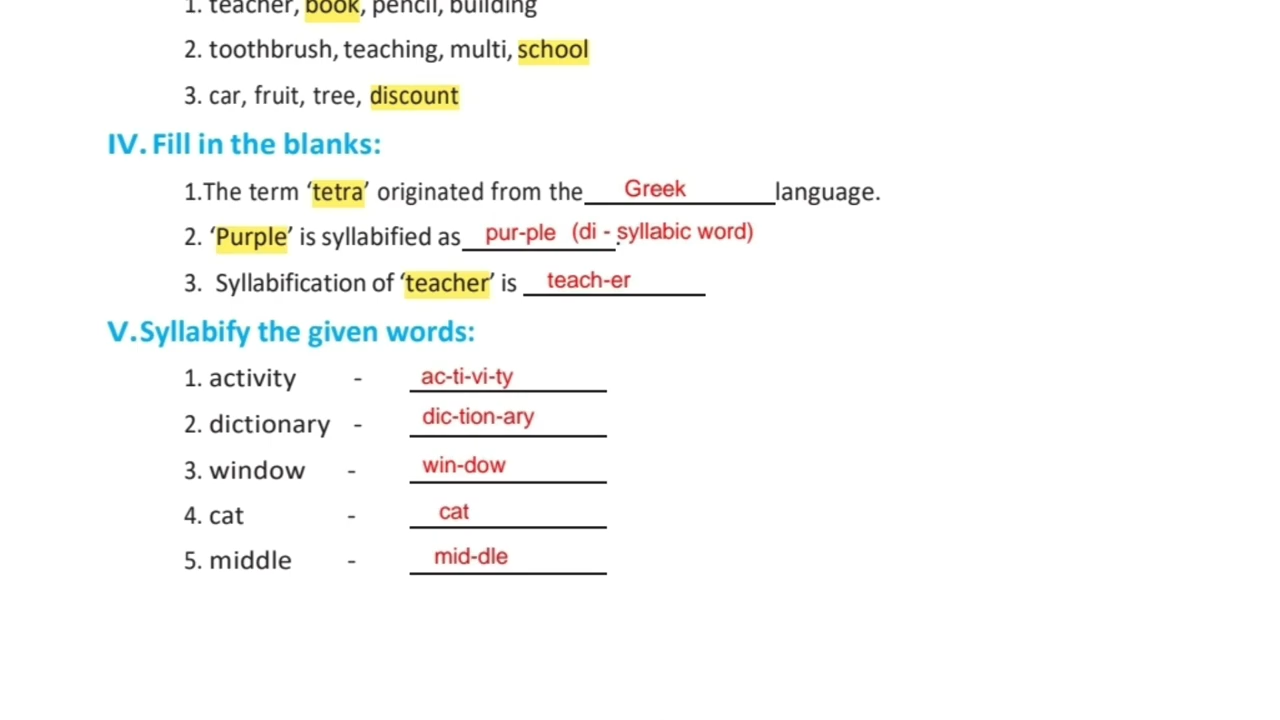 1. teacher, book, pencil, building
2. toothbrush, teaching, multi, school
3. car, fruit, tree, discount
IV. Fill in the blanks:
1.The term ‘tetra’ originated from the Greek language.
2. ‘Purple’ is syllabified as pur-ple (di - syllabic word).
3. Syllabification of ‘teacher’ is teach-er
V.Syllabify the given words:
1. activity - ac-ti-vi-ty
2. dictionary - dic-tion-ary
3. window - win-dow
4. cat - cat
5. middle - mid-dle